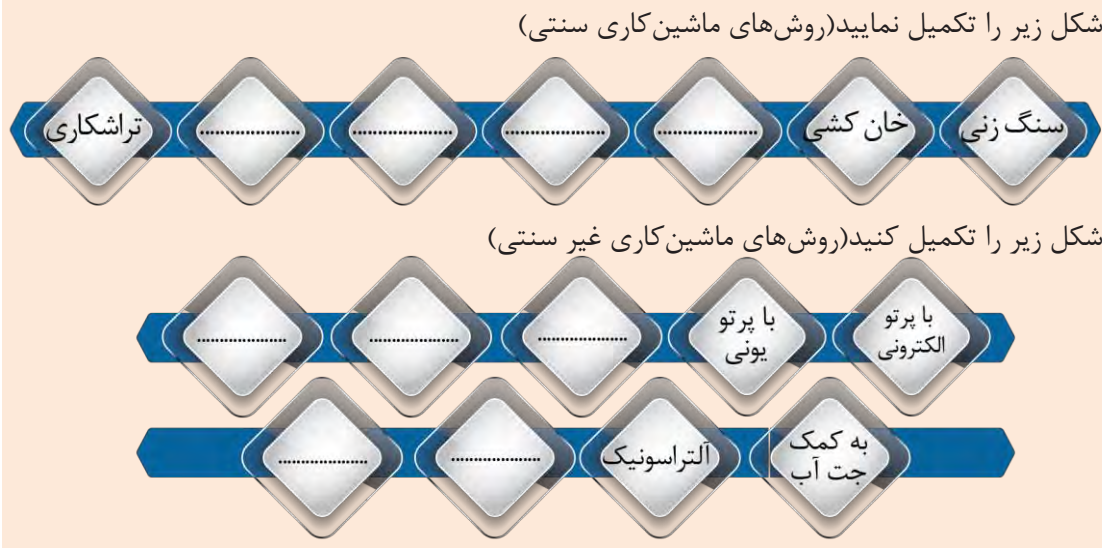 شکل زیر را تکمیل نمایید(روش‌های ماشین‌کاری سنتی)
سنگ زنی خان کشی .................... .................... .................... .................... تراشکاری
شکل زیر را تکمیل کنید(روش‌های ماشین‌کاری غیر سنتی)
با پرتو الکترونی با پرتو یونی .................... .................... ....................
به کمک جت آب آلتراسونیک .................... ....................